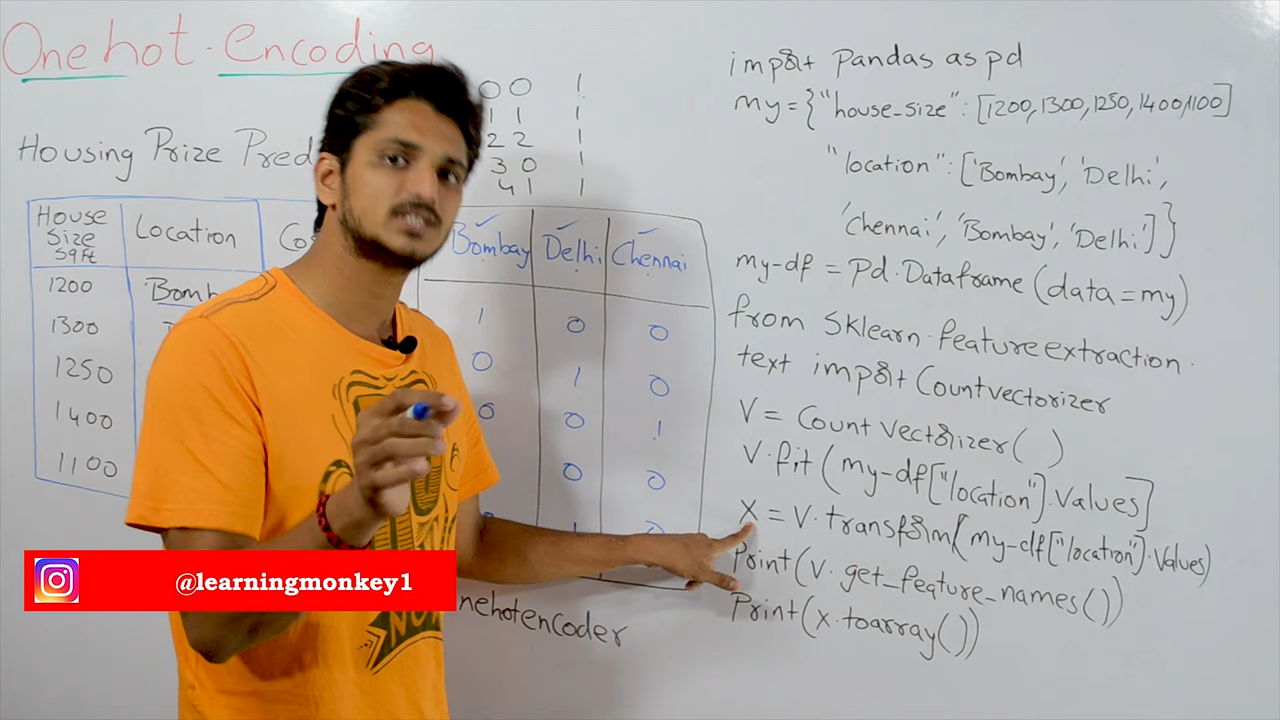 One hot . Encoding
Housing Prize Pred
0 0 1
1 1 1
2 2 1
3 0 1
4 1 1
House Size Sqft Location Co
Bombay Delhi Chennai
1200 Bomb
1300
1250
1400
1100
1 0 0
0 1 0
0 0 1
0 0
nehotencoder
@learningmonkey1
import Pandas as pd
my = {"house_size": [1200, 1300, 1250, 1400, 1100]
"location": ['Bombay', 'Delhi',
'Chennai', 'Bombay', 'Delhi']}
my-df = Pd.Dataframe (data = my)
from Sklearn.feature extraction.
text import Countvectorizer
V = Count Vectorizer( )
V.fit (my-df["location"].Values]
X = V.transform(my-df["location"].Values)
Print(V.get_feature_names())
Print(X.toarray())